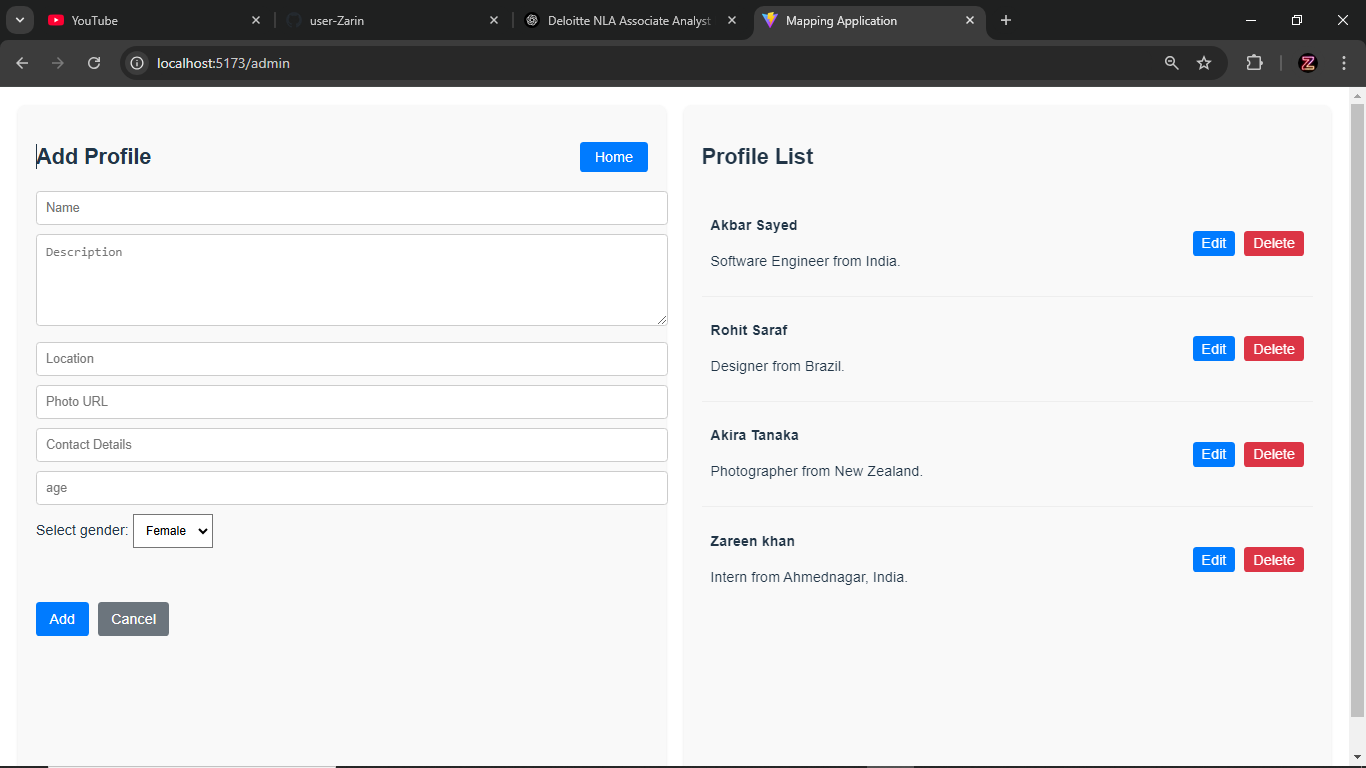 YouTube
user-Zarin
Deloitte NLA Associate Analyst
Mapping Application
localhost:5173/admin
Z
Add Profile
Home
Name
Description
Location
Photo URL
Contact Details
age
Select gender: Female
Add Cancel
Profile List
Akbar Sayed
Software Engineer from India.
Edit Delete
Rohit Saraf
Designer from Brazil.
Edit Delete
Akira Tanaka
Photographer from New Zealand.
Edit Delete
Zareen khan
Intern from Ahmednagar, India.
Edit Delete